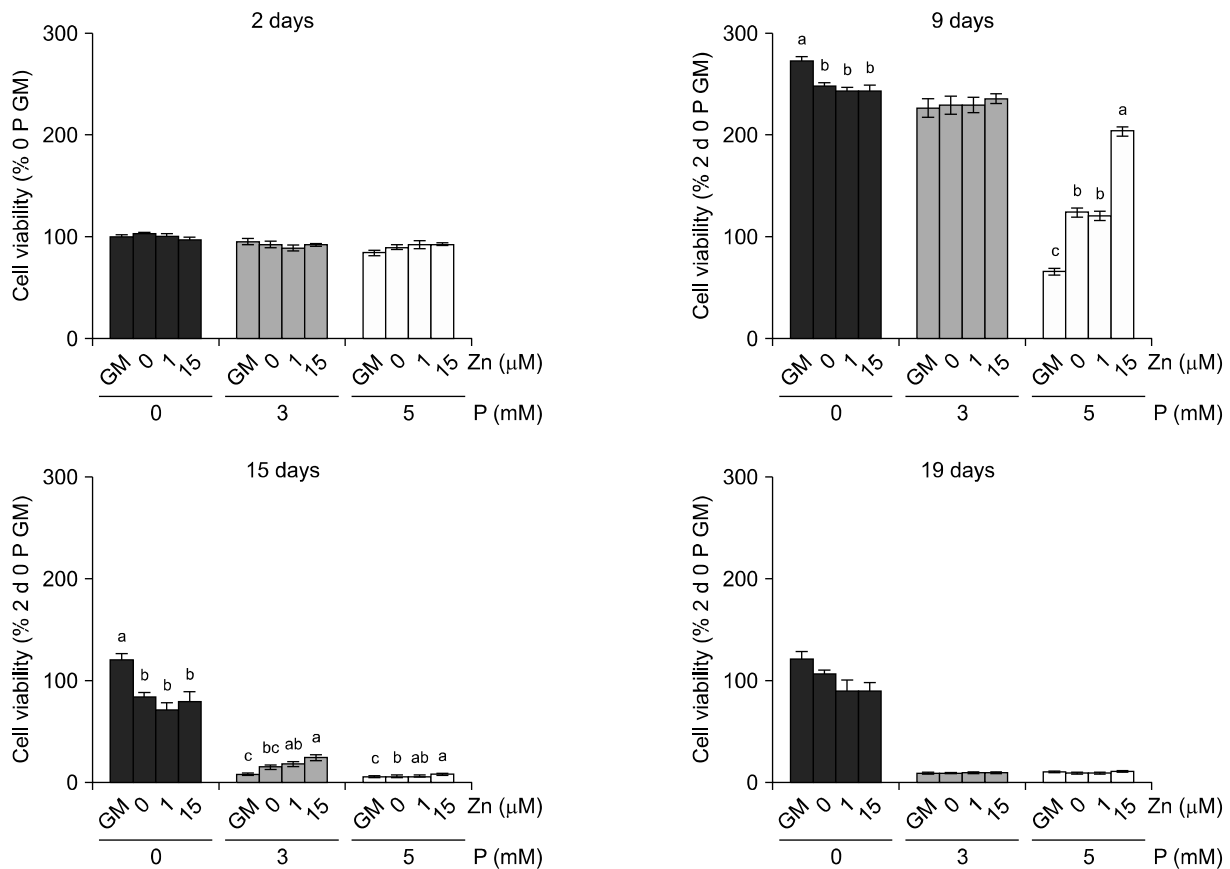 2 days
300
200
100
0
Cell viability (% 0 P GM)
GM 0 1 15 GM 0 1 15 GM 0 1 15 Zn (μM)
0 3 5 P (mM)
9 days
300
200
100
0
Cell viability (% 2 d 0 P GM)
a b b b
c b b a
GM 0 1 15 GM 0 1 15 GM 0 1 15 Zn (μM)
0 3 5 P (mM)
15 days
300
200
100
0
Cell viability (% 2 d 0 P GM)
a b b b
c bc ab a
c b ab a
GM 0 1 15 GM 0 1 15 GM 0 1 15 Zn (μM)
0 3 5 P (mM)
19 days
300
200
100
0
Cell viability (% 2 d 0 P GM)
GM 0 1 15 GM 0 1 15 GM 0 1 15 Zn (μM)
0 3 5 P (mM)